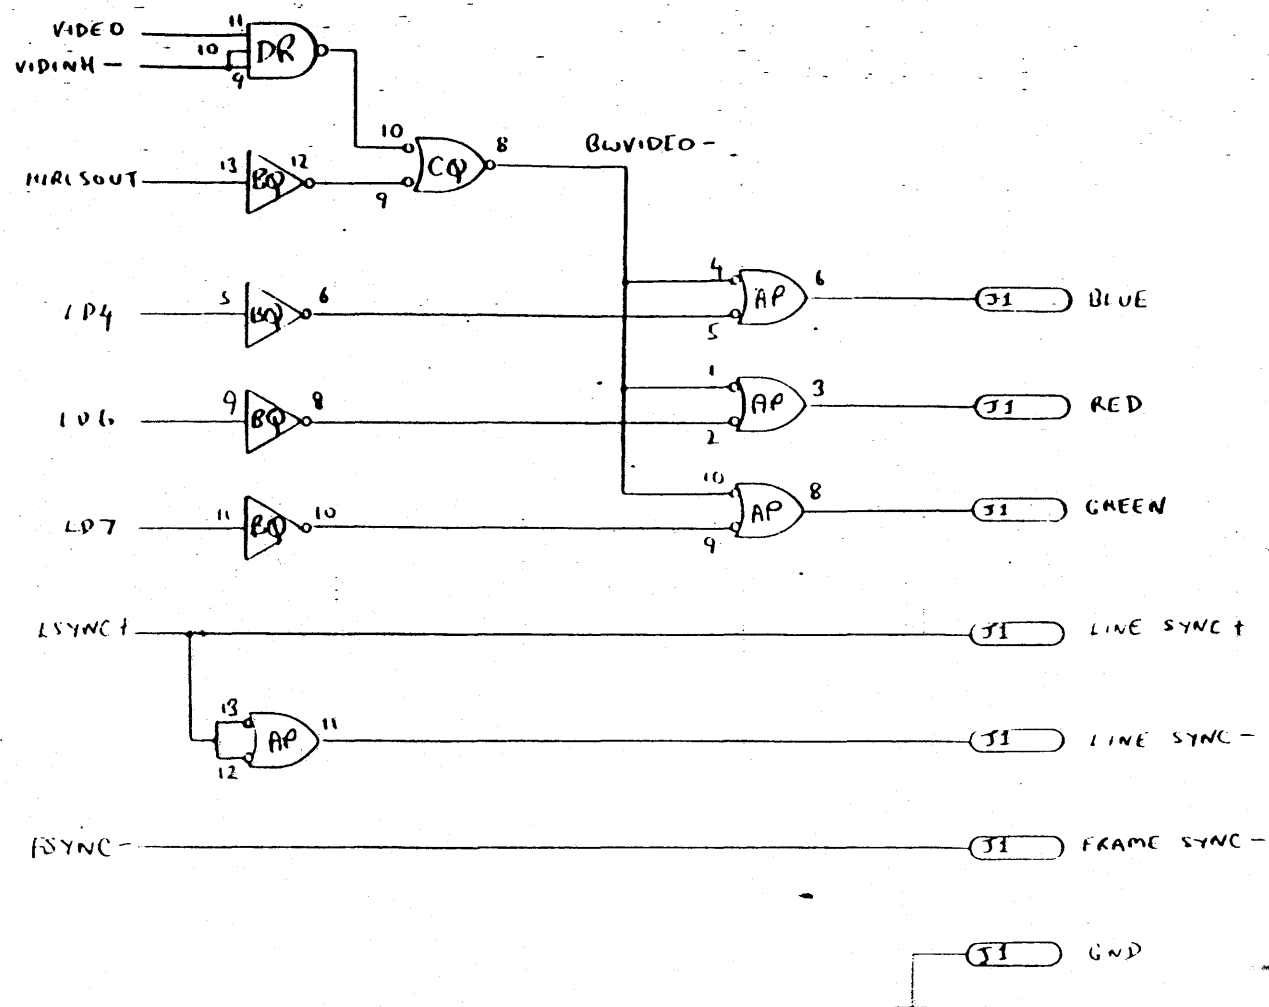 VIDEO 11
10
VIDINH-
9
DR
10
8
BWVIDEO-
CQ
9
HIRESOUT
13 BQ 12
4
6
AP J1 BLUE
5
LD4 5 BQ 6
1
3
AP J1 RED
2
LD6 9 BQ 8
10
8
AP J1 GREEN
9
LD7 11 BQ 10
LSYNC+ J1 LINE SYNC+
13
11
AP J1 LINE SYNC-
12
FSYNC- J1 FRAME SYNC-
J1 GND